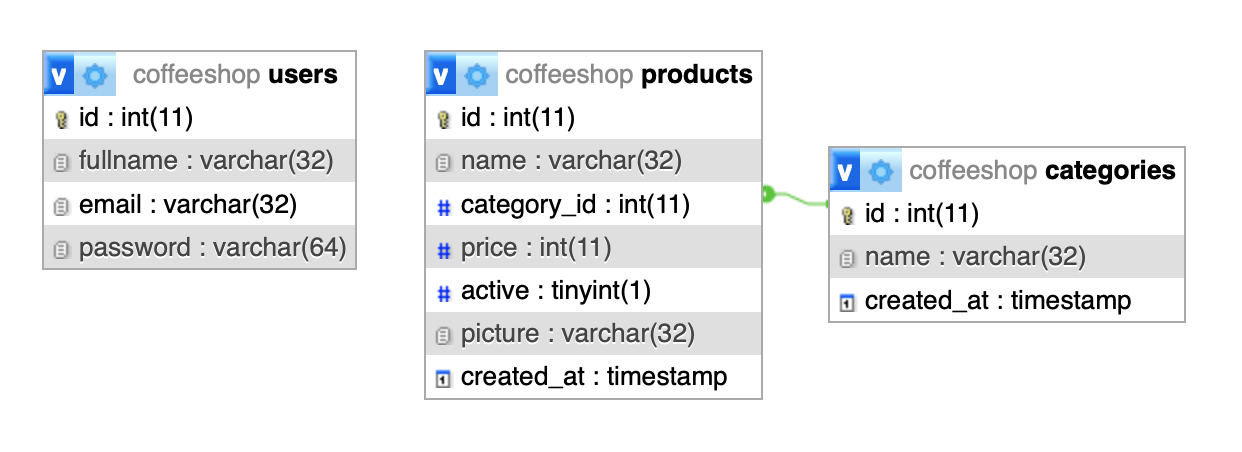 v coffeeshop users
id : int(11)
fullname : varchar(32)
email : varchar(32)
password : varchar(64)
v coffeeshop products
id : int(11)
name : varchar(32)
# category_id : int(11)
# price : int(11)
# active : tinyint(1)
picture : varchar(32)
1 created_at : timestamp
v coffeeshop categories
id : int(11)
name : varchar(32)
1 created_at : timestamp